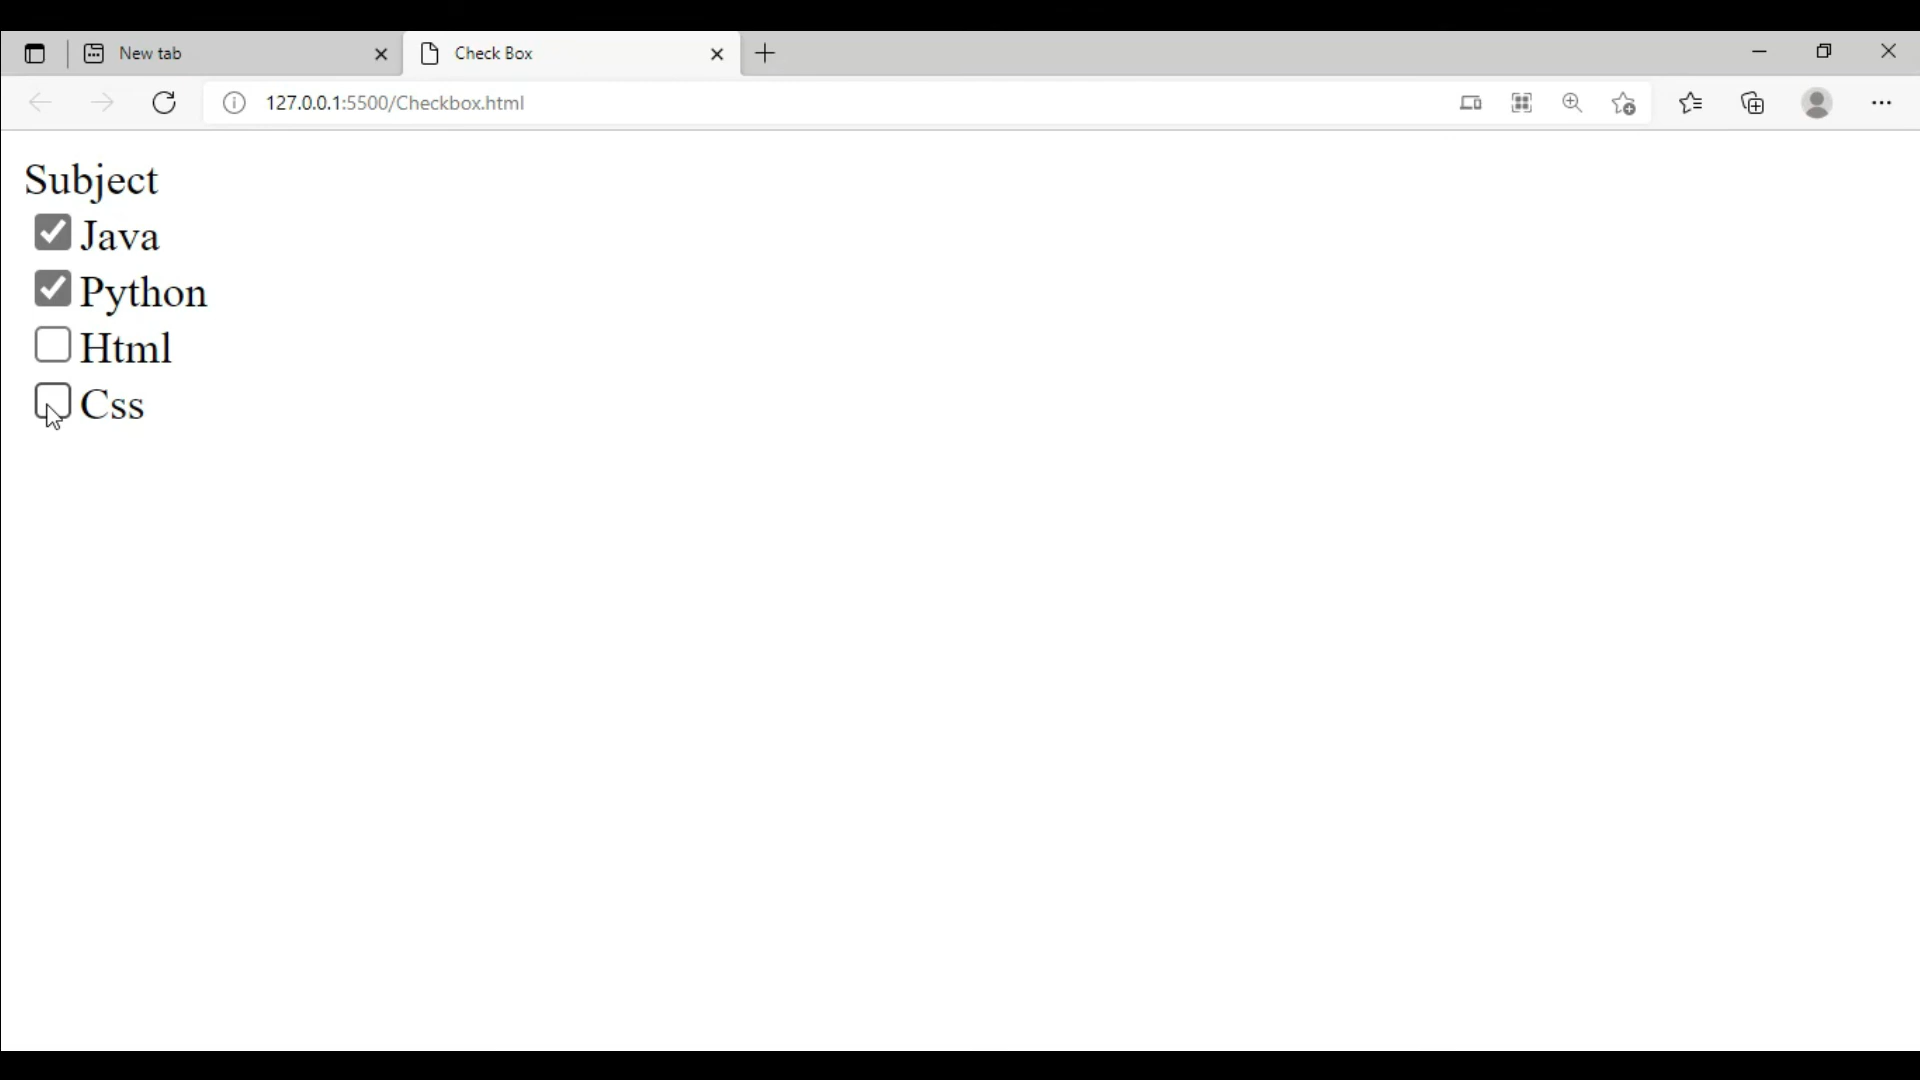 New tab
Check Box
127.0.0.1:5500/Checkbox.html
Subject
Java
Python
Html
Css